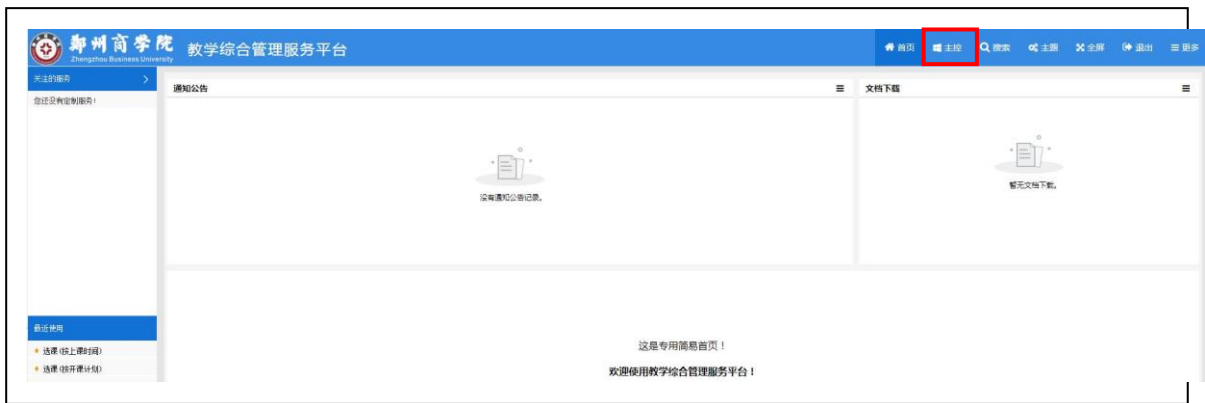 郑州商学院 教学综合管理服务平台 首页 主控 搜索 主题 全屏 退出 更多
Zhengzhou Business University
关注的服务
您还没有定制服务!
通知公告
没有通知公告记录。
文档下载
暂无文档下载。
最近使用
选课(按上课时间)
选课(按开课计划)
这是专用简易首页!
欢迎使用教学综合管理服务平台!